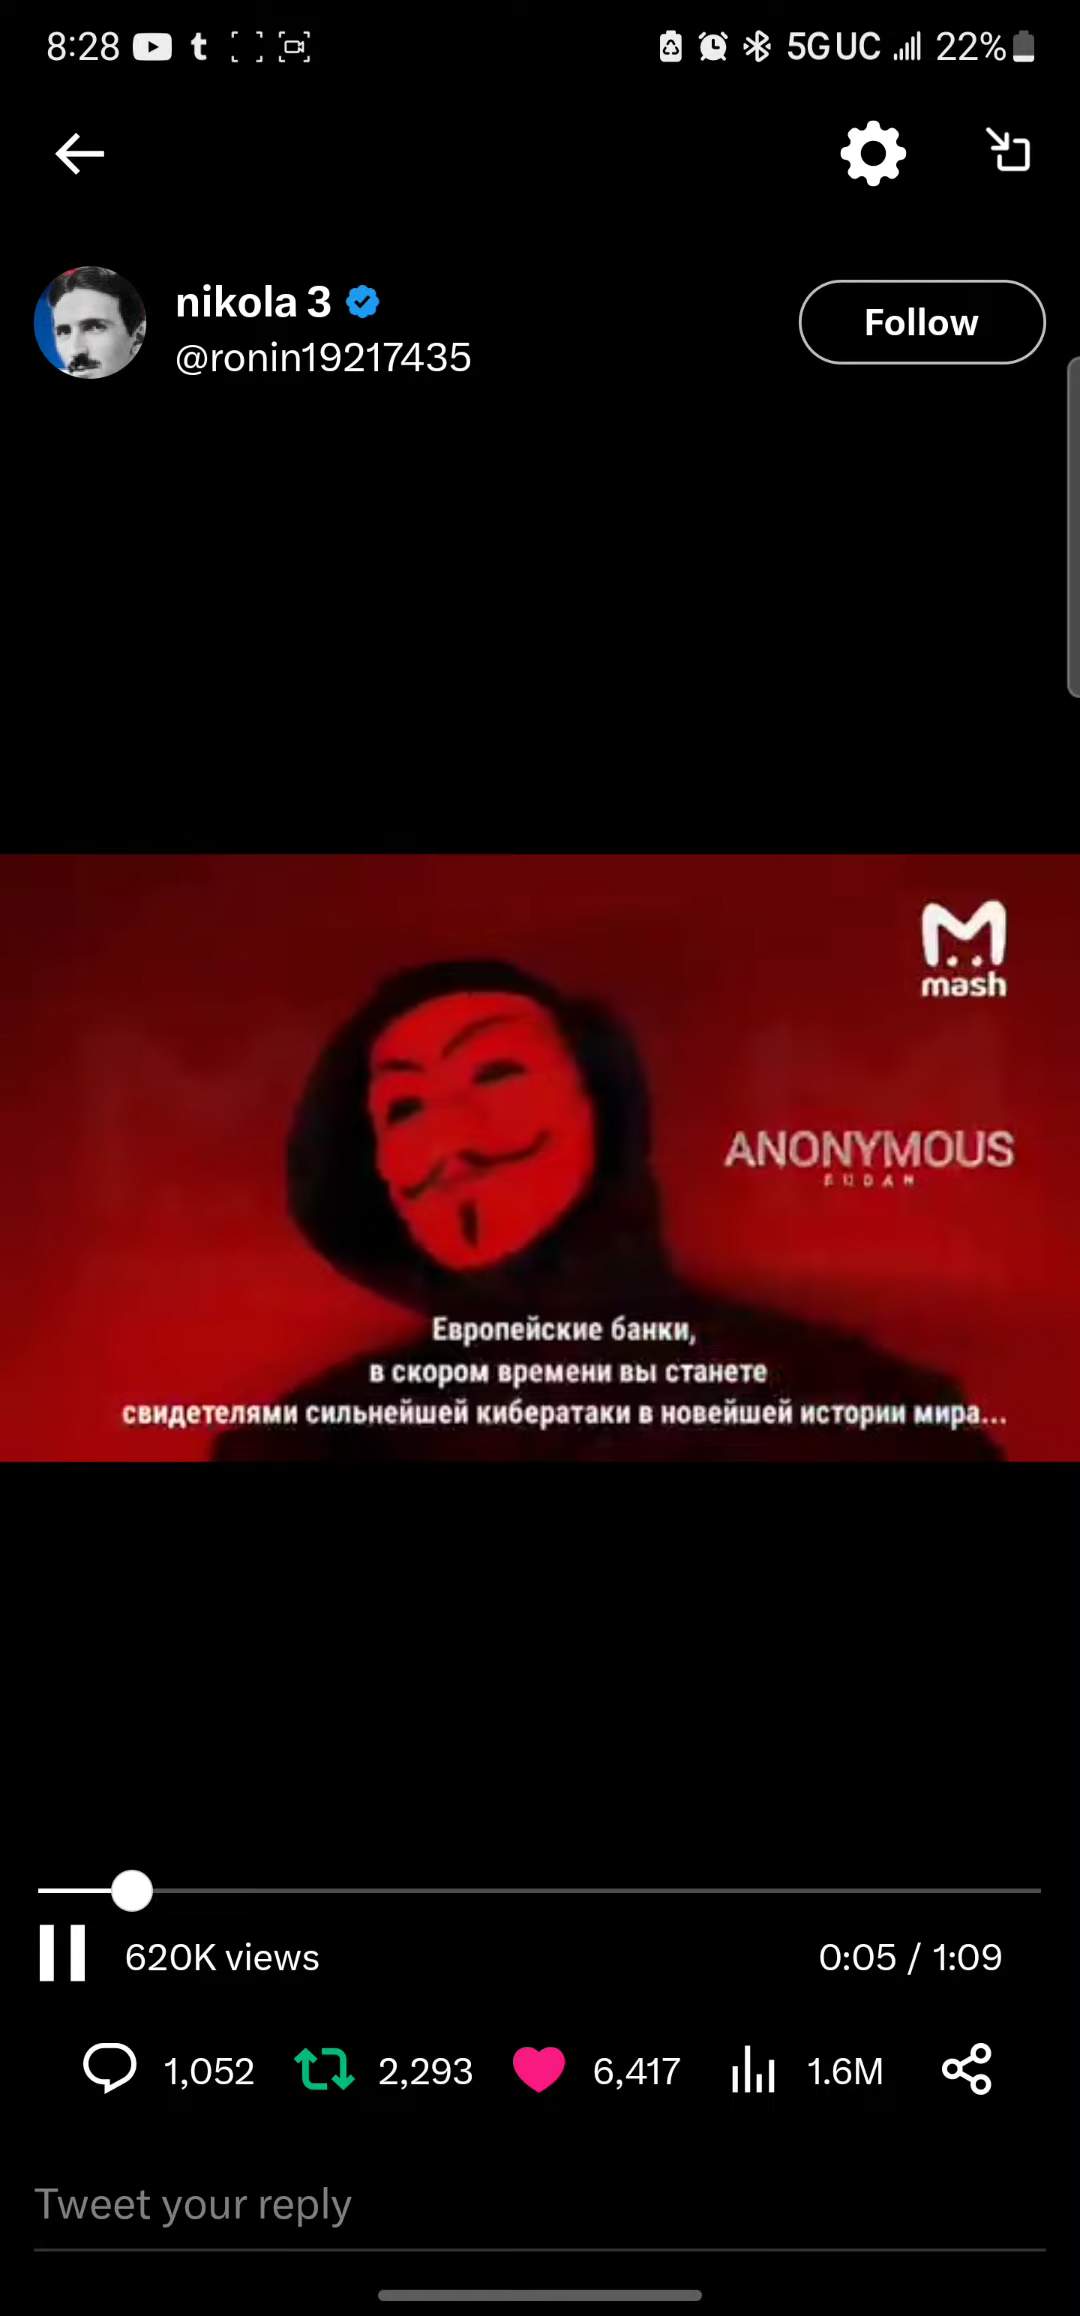 8:28 t 5G UC 22%
nikola 3
@ronin19217435
Follow
mash
ANONYMOUS
SUDAN
Европейские банки,
в скором времени вы станете
свидетелями сильнейшей кибератаки в новейшей истории мира...
620K views 0:05 / 1:09
1,052 2,293 6,417 1.6M
Tweet your reply